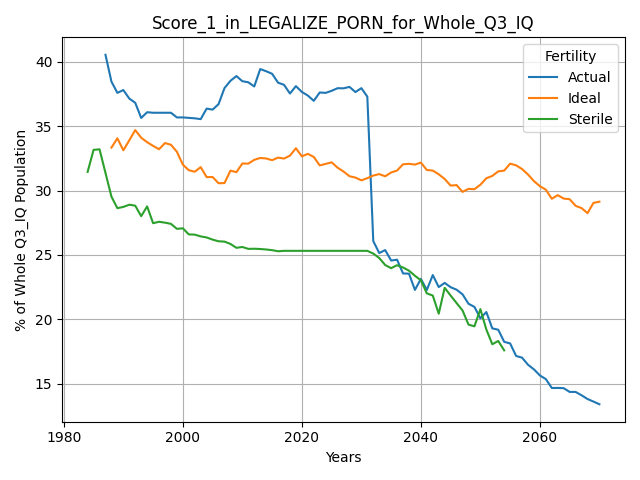 Score_1_in_LEGALIZE_PORN_for_Whole_Q3_IQ
% of Whole Q3_IQ Population
40
35
30
25
20
15
Fertility
Actual
Ideal
Sterile
1980 2000 2020 2040 2060
Years